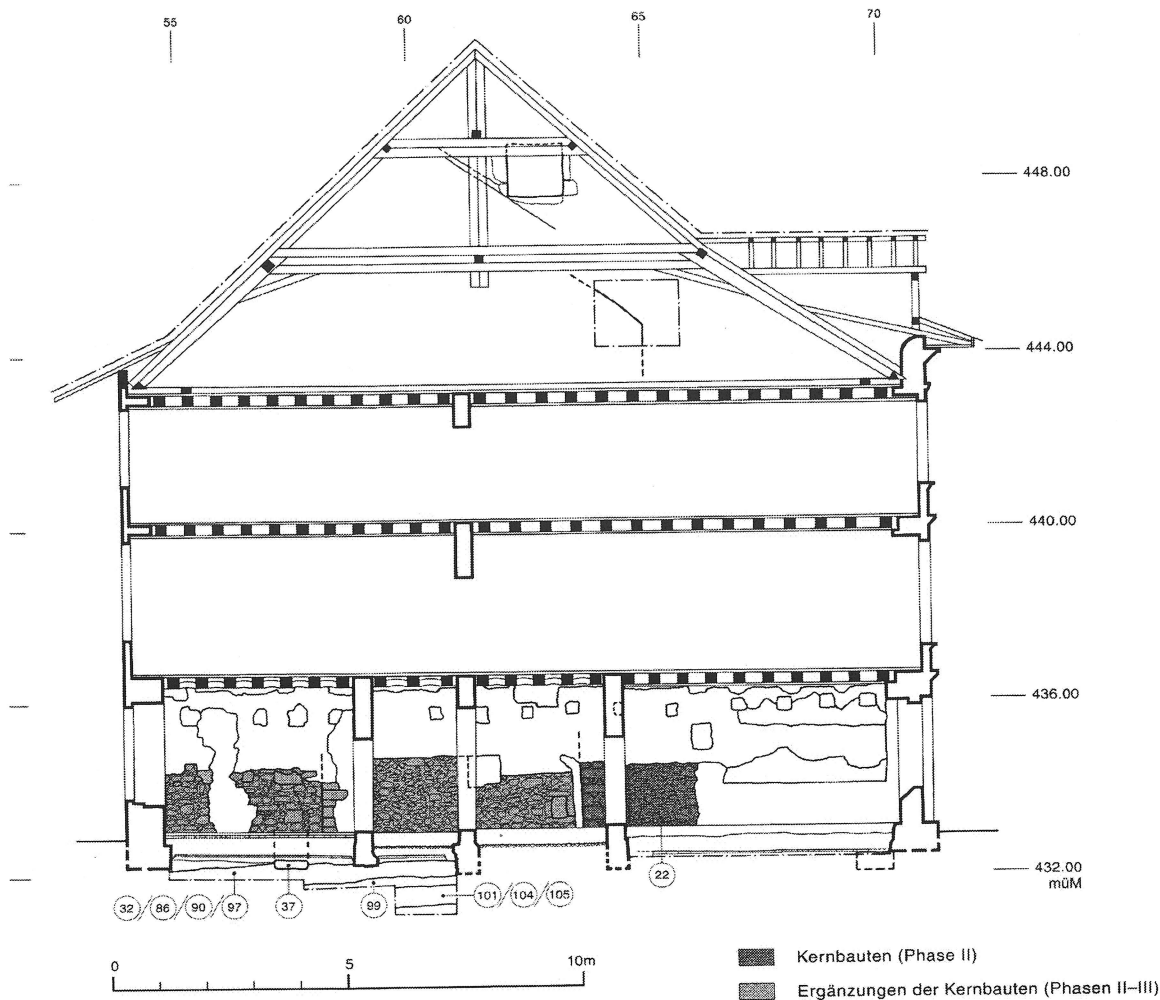 55 60 65 70
448.00
444.00
440.00
436.00
432.00
müM
22
32/86/90/97 37 99 101/104/105
0 5 10m
Kernbauten (Phase II)
Ergänzungen der Kernbauten (Phasen II–III)